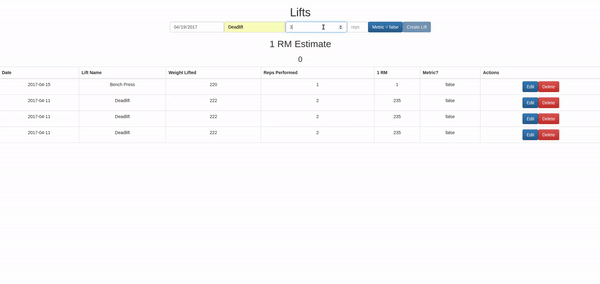 Lifts
04/19/2017 Deadlift reps Metric = false Create Lift
1 RM Estimate
0
Date Lift Name Weight Lifted Reps Performed 1 RM Metric? Actions
2017-04-15 Bench Press 220 1 1 false Edit Delete
2017-04-11 Deadlift 222 2 235 false Edit Delete
2017-04-11 Deadlift 222 2 235 false Edit Delete
2017-04-11 Deadlift 222 2 235 false Edit Delete